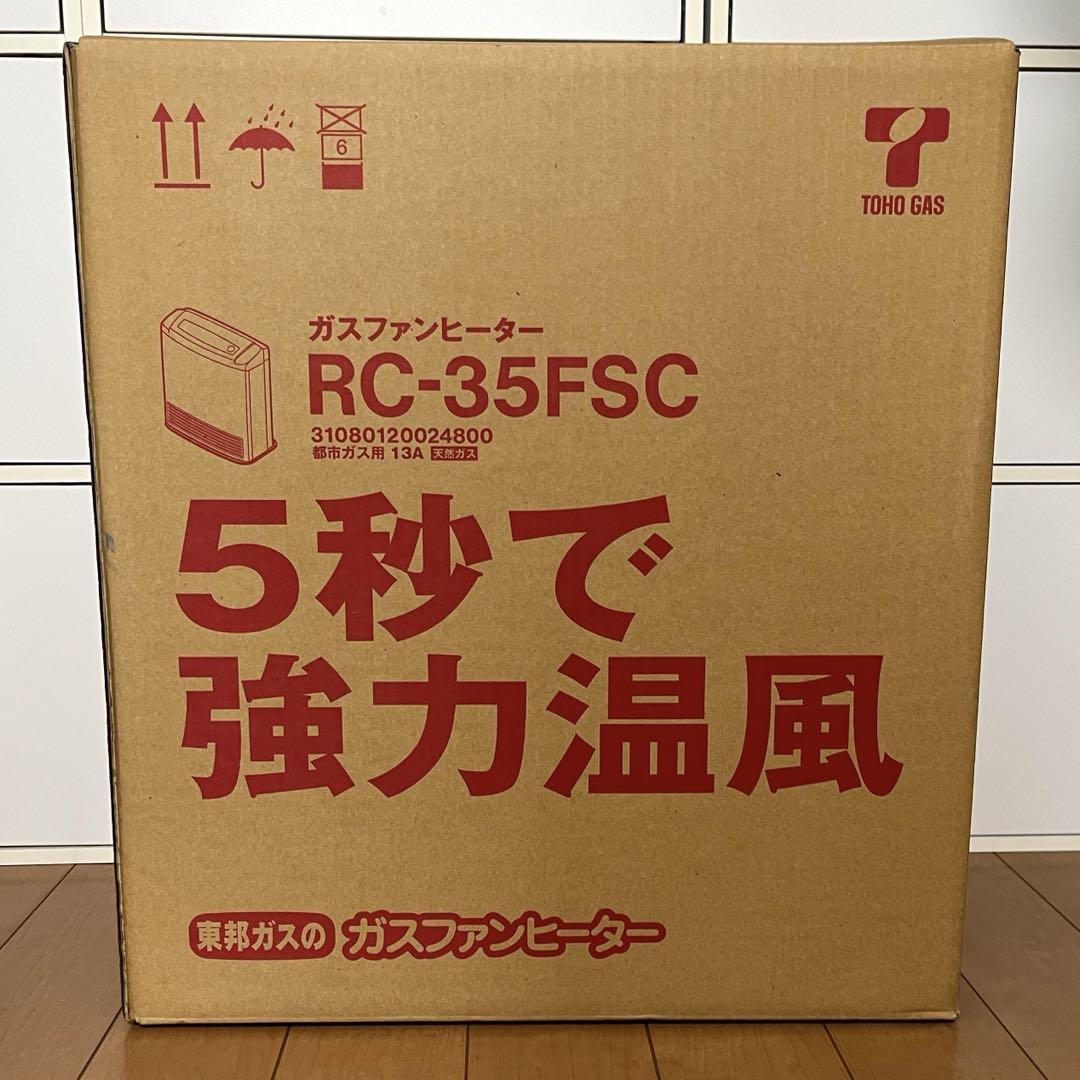 6
TOHO GAS
ガスファンヒーター
RC-35FSC
31080120024800
都市ガス用 13A 天然ガス
5秒で
強力温風
東邦ガスの ガスファンヒーター